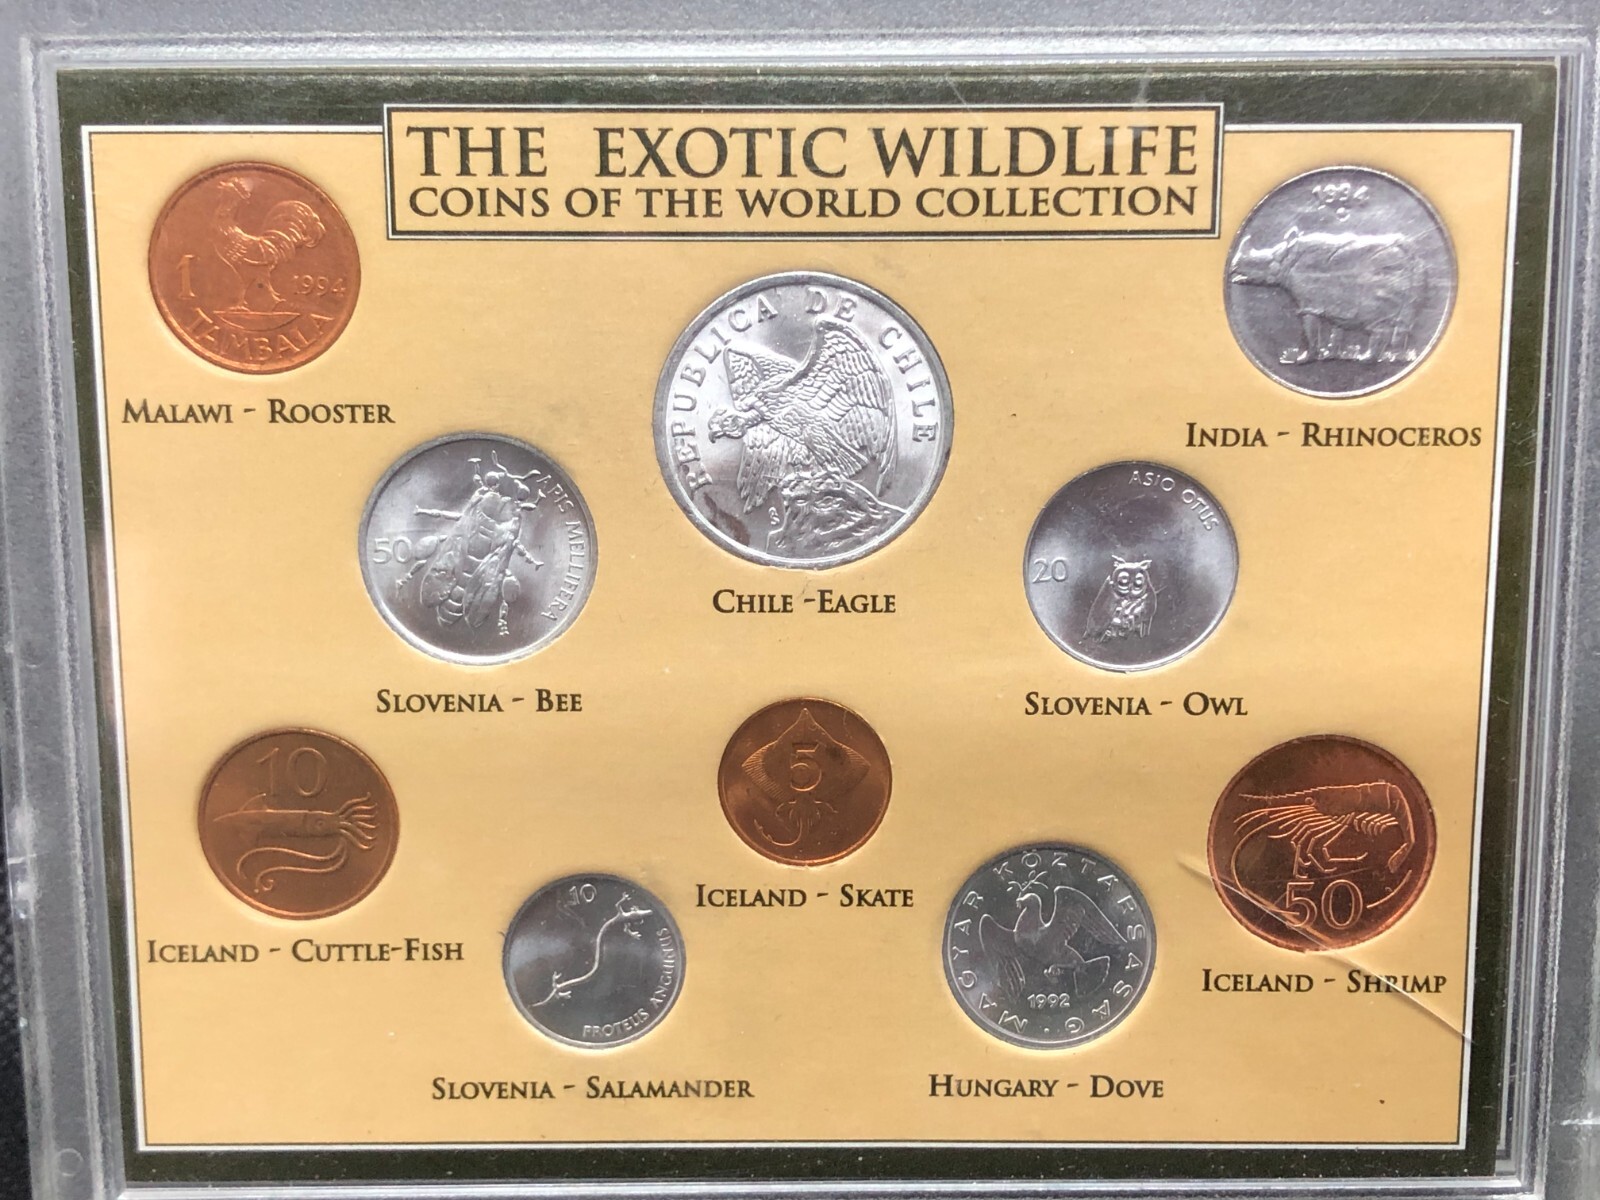 THE EXOTIC WILDLIFE
COINS OF THE WORLD COLLECTION
1 1994
TAMBALA
MALAWI - ROOSTER
REPUBLICA DE CHILE
CHILE -EAGLE
1994
INDIA - RHINOCEROS
50
APIS MELLIFERA
SLOVENIA - BEE
ASIO OTUS
20
SLOVENIA - OWL
10
ICELAND - CUTTLE-FISH
5
ICELAND - SKATE
50
ICELAND - SHRIMP
10
PROTEUS ANGUINUS
SLOVENIA - SALAMANDER
MAGYAR KÖZTÁRSASÁG
1992
HUNGARY - DOVE